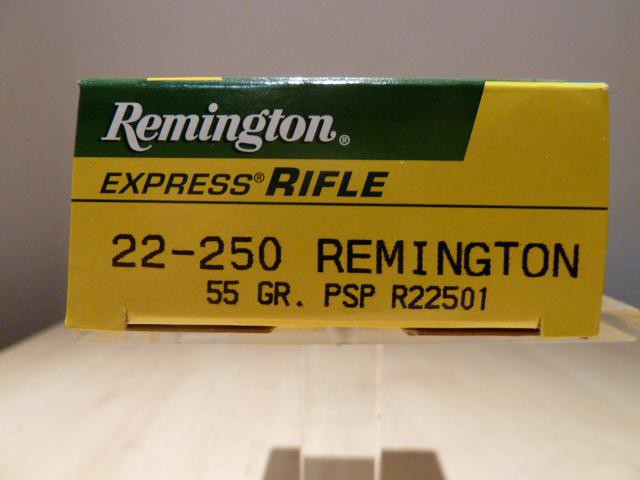 Remington®
EXPRESS® RIFLE
22-250 REMINGTON
55 GR. PSP R22501